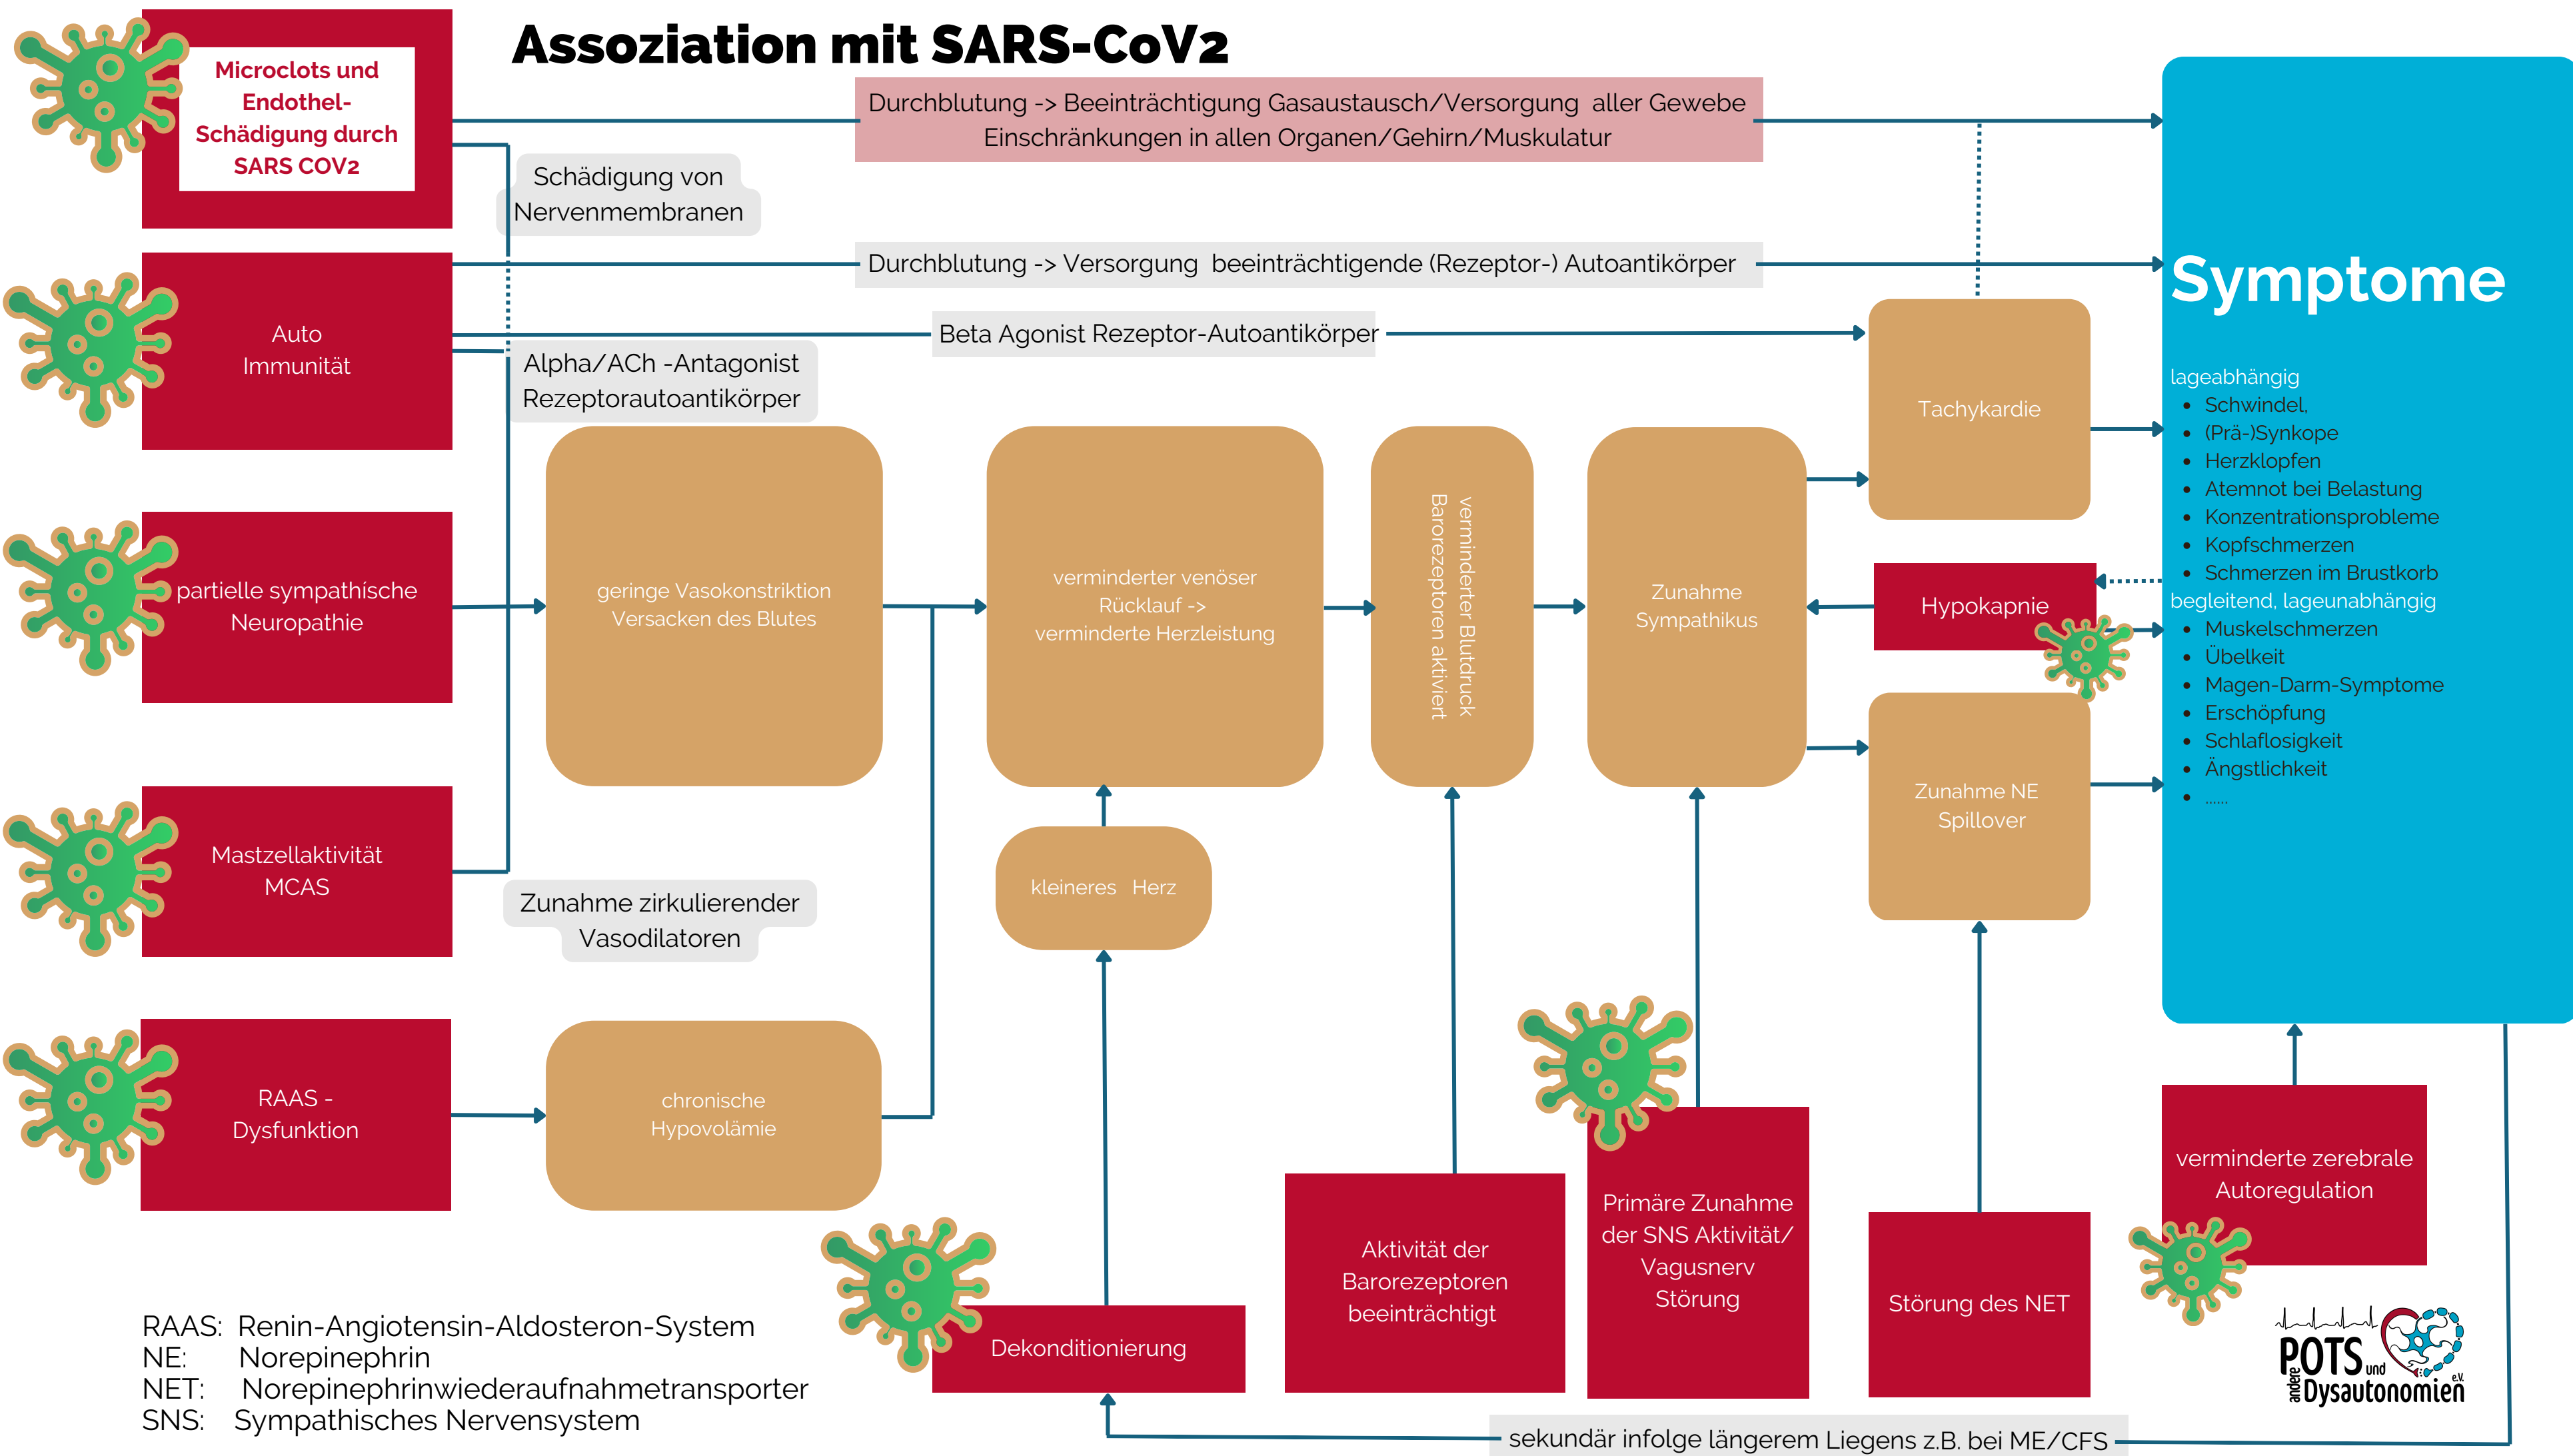 Assoziation mit SARS-CoV2
Microclots und
Endothel-
Schädigung durch
SARS COV2
Durchblutung -> Beeinträchtigung Gasaustausch/Versorgung aller Gewebe
Einschränkungen in allen Organen/Gehirn/Muskulatur
Schädigung von
Nervenmembranen
Durchblutung -> Versorgung beeinträchtigende (Rezeptor-) Autoantikörper
Auto
Immunität
Beta Agonist Rezeptor-Autoantikörper
Alpha/ACh -Antagonist
Rezeptorautoantikörper
partielle sympathische
Neuropathie
geringe Vasokonstriktion
Versacken des Blutes
verminderter venöser
Rücklauf ->
verminderte Herzleistung
verminderter Blutdruck
Barorezeptoren aktiviert
Zunahme
Sympathikus
Tachykardie
Hypokapnie
Zunahme NE
Spillover
Mastzellaktivität
MCAS
Zunahme zirkulierender
Vasodilatoren
kleineres Herz
RAAS -
Dysfunktion
chronische
Hypovolämie
Dekonditionierung
Aktivität der
Barorezeptoren
beeinträchtigt
Primäre Zunahme
der SNS Aktivität/
Vagusnerv
Störung
Störung des NET
verminderte zerebrale
Autoregulation
Symptome
lageabhängig
• Schwindel,
• (Prä-)Synkope
• Herzklopfen
• Atemnot bei Belastung
• Konzentrationsprobleme
• Kopfschmerzen
• Schmerzen im Brustkorb
begleitend, lageunabhängig
• Muskelschmerzen
• Übelkeit
• Magen-Darm-Symptome
• Erschöpfung
• Schlaflosigkeit
• Ängstlichkeit
• ......
RAAS: Renin-Angiotensin-Aldosteron-System
NE: Norepinephrin
NET: Norepinephrinwiederaufnahmetransporter
SNS: Sympathisches Nervensystem
sekundär infolge längerem Liegens z.B. bei ME/CFS
POTS und
andere Dysautonomien e.V.